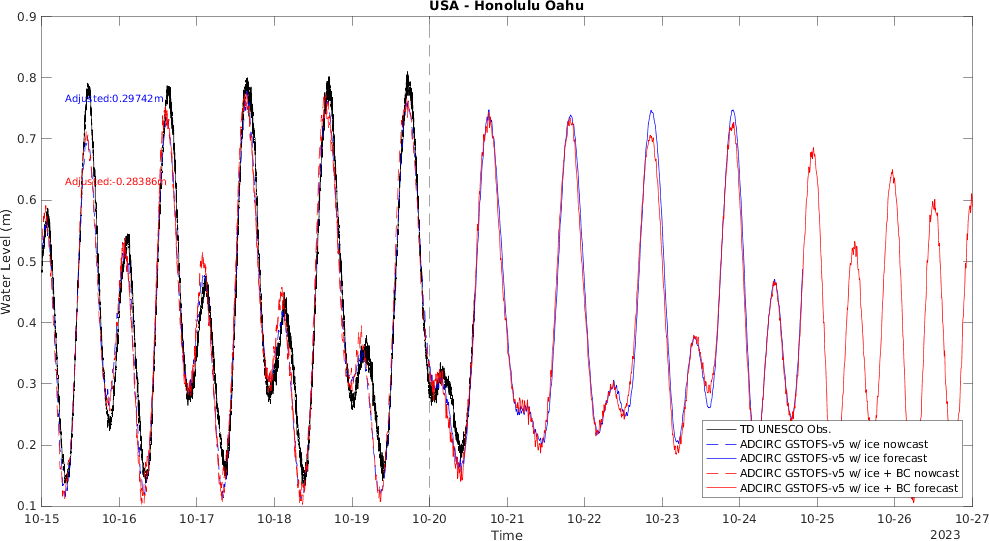 USA - Honolulu Oahu
0.9
0.8
0.7
0.6
0.5
0.4
0.3
0.2
0.1
Water Level (m)
Adjusted:0.29742m
Adjusted:-0.28386m
TD UNESCO Obs.
ADCIRC GSTOFS-v5 w/ ice nowcast
ADCIRC GSTOFS-v5 w/ ice forecast
ADCIRC GSTOFS-v5 w/ ice + BC nowcast
ADCIRC GSTOFS-v5 w/ ice + BC forecast
10-15 10-16 10-17 10-18 10-19 10-20 10-21 10-22 10-23 10-24 10-25 10-26 10-27
Time
2023